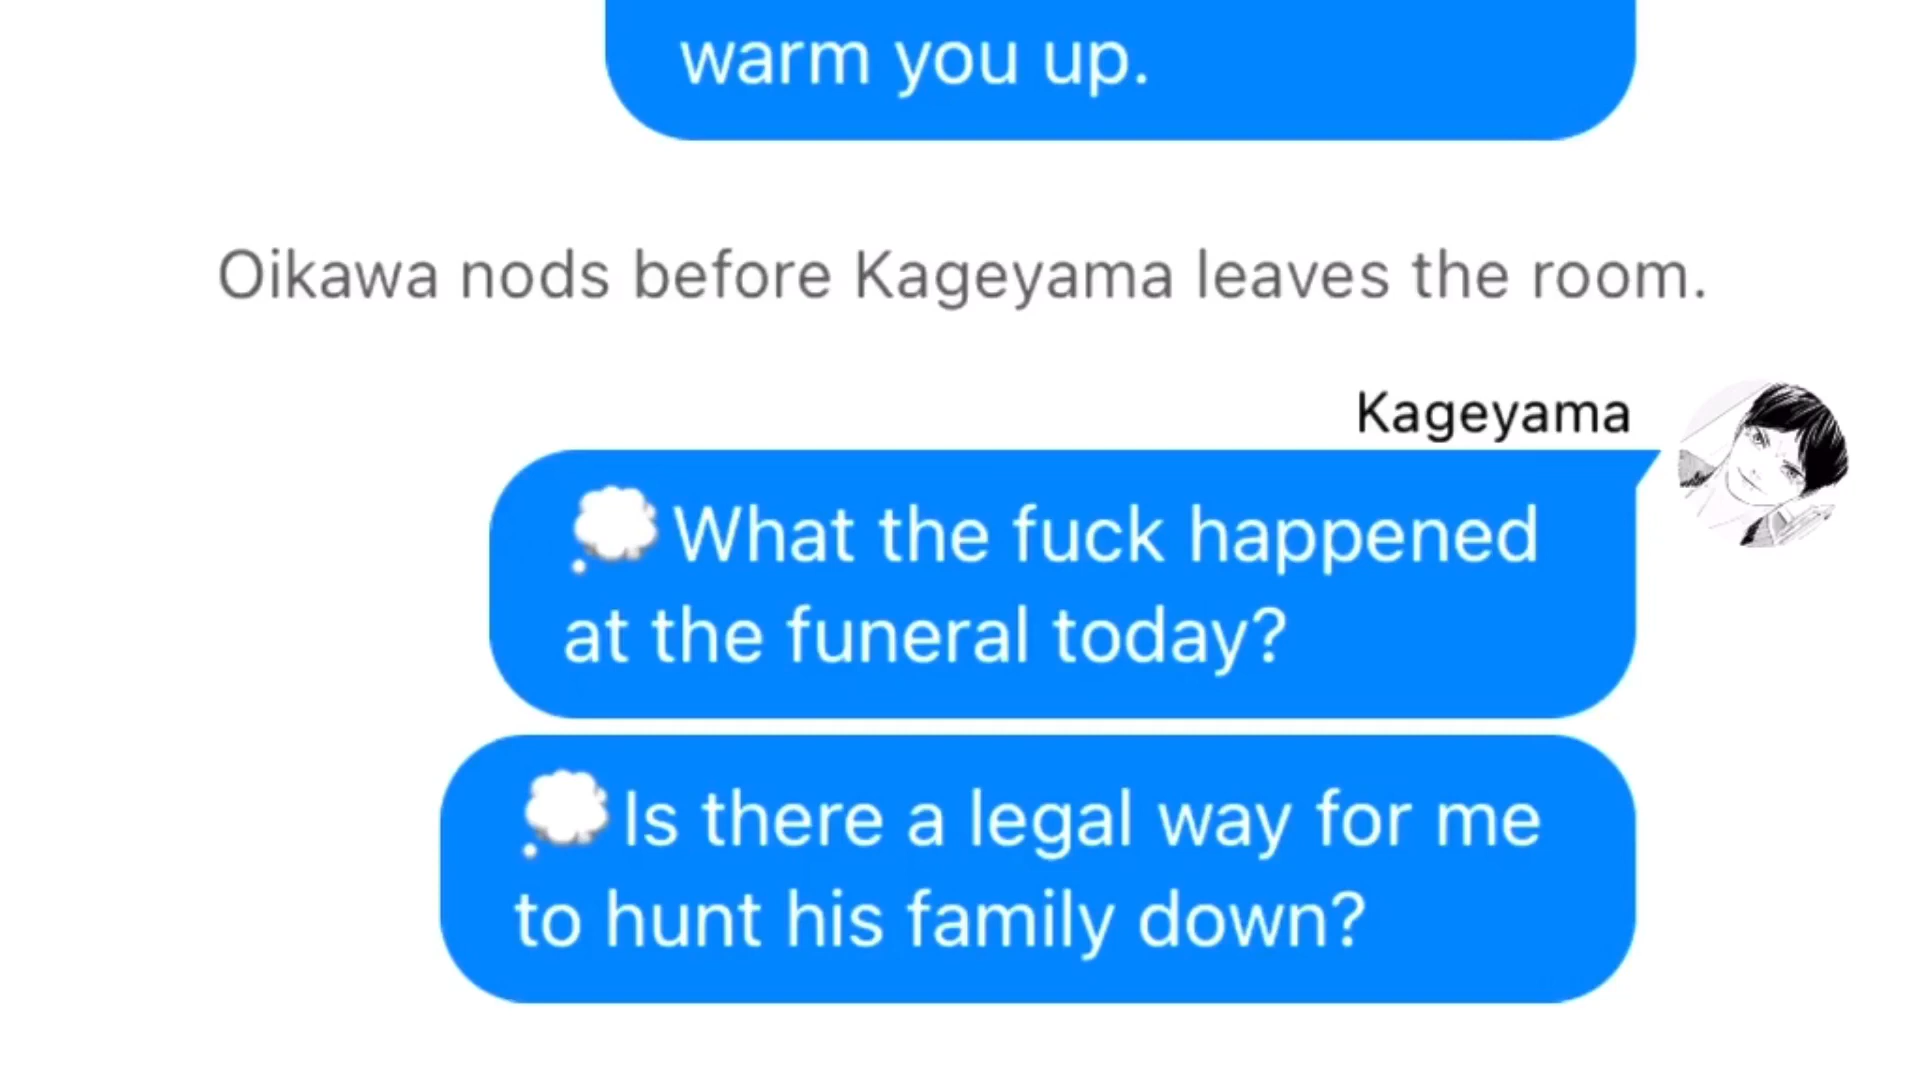 warm you up.
Oikawa nods before Kageyama leaves the room.
Kageyama
💭What the fuck happened
at the funeral today?
💭Is there a legal way for me
to hunt his family down?